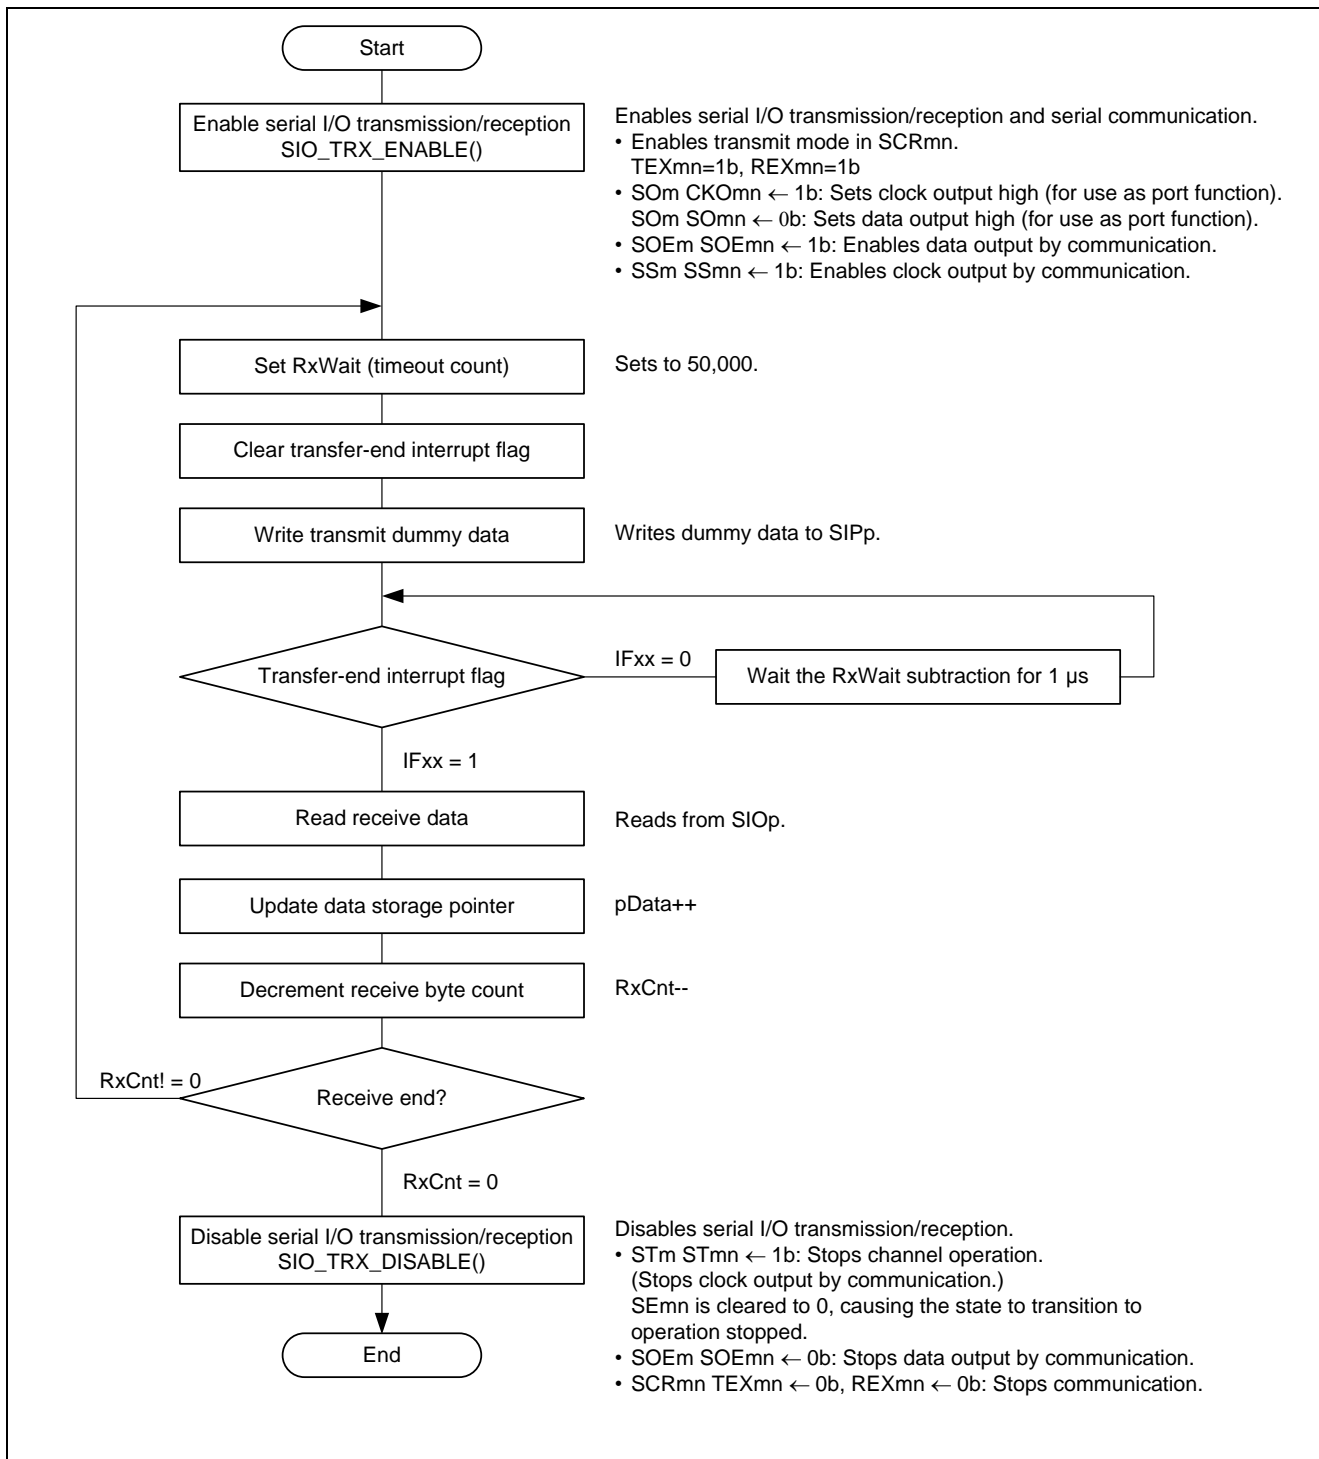 Start
Enable serial I/O transmission/reception
SIO_TRX_ENABLE()
Enables serial I/O transmission/reception and serial communication.
• Enables transmit mode in SCRmn.
TEXmn=1b, REXmn=1b
• SOm CKOmn ← 1b: Sets clock output high (for use as port function).
SOm SOmn ← 0b: Sets data output high (for use as port function).
• SOEm SOEmn ← 1b: Enables data output by communication.
• SSm SSmn ← 1b: Enables clock output by communication.
Set RxWait (timeout count)
Sets to 50,000.
Clear transfer-end interrupt flag
Write transmit dummy data
Writes dummy data to SIPp.
Transfer-end interrupt flag
IFxx = 0
Wait the RxWait subtraction for 1 μs
IFxx = 1
Read receive data
Reads from SIOp.
Update data storage pointer
pData++
Decrement receive byte count
RxCnt--
RxCnt! = 0
Receive end?
RxCnt = 0
Disable serial I/O transmission/reception
SIO_TRX_DISABLE()
Disables serial I/O transmission/reception.
• STm STmn ← 1b: Stops channel operation.
(Stops clock output by communication.)
SEmn is cleared to 0, causing the state to transition to
operation stopped.
• SOEm SOEmn ← 0b: Stops data output by communication.
• SCRmn TEXmn ← 0b, REXmn ← 0b: Stops communication.
End